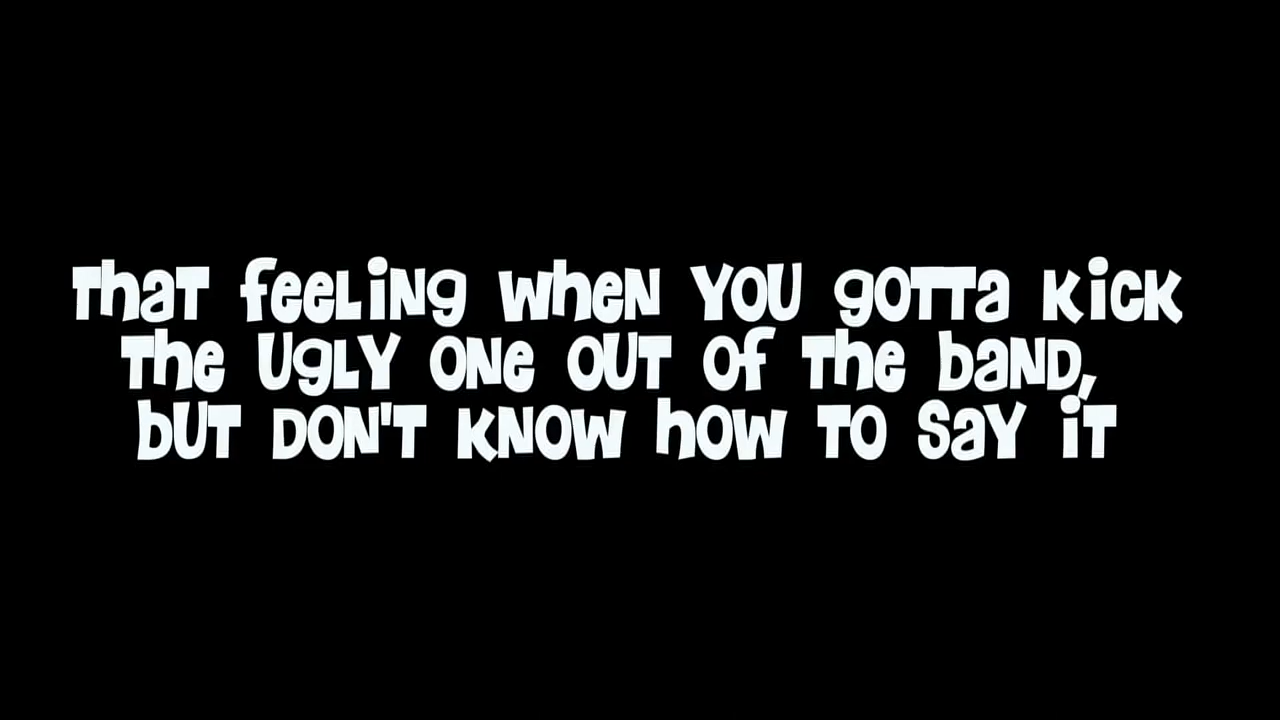 That feeling when you gotta kick
the ugly one out of the band,
but don't know how to say it